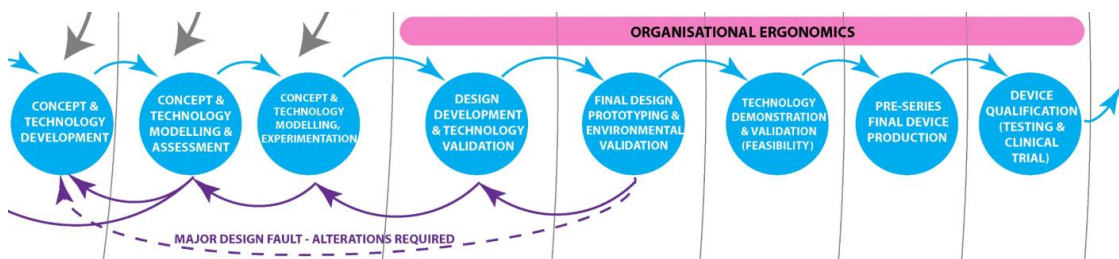 ORGANISATIONAL ERGONOMICS
CONCEPT &
TECHNOLOGY
DEVELOPMENT
CONCEPT &
TECHNOLOGY
MODELLING &
ASSESSMENT
CONCEPT &
TECHNOLOGY
MODELLING,
EXPERIMENTATION
DESIGN
DEVELOPMENT
& TECHNOLOGY
VALIDATION
FINAL DESIGN
PROTOTYPING &
ENVIRONMENTAL
VALIDATION
TECHNOLOGY
DEMONSTRATION
& VALIDATION
(FEASIBILITY)
PRE-SERIES
FINAL DEVICE
PRODUCTION
DEVICE
QUALIFICATION
(TESTING &
CLINICAL
TRIAL)
MAJOR DESIGN FAULT - ALTERATIONS REQUIRED